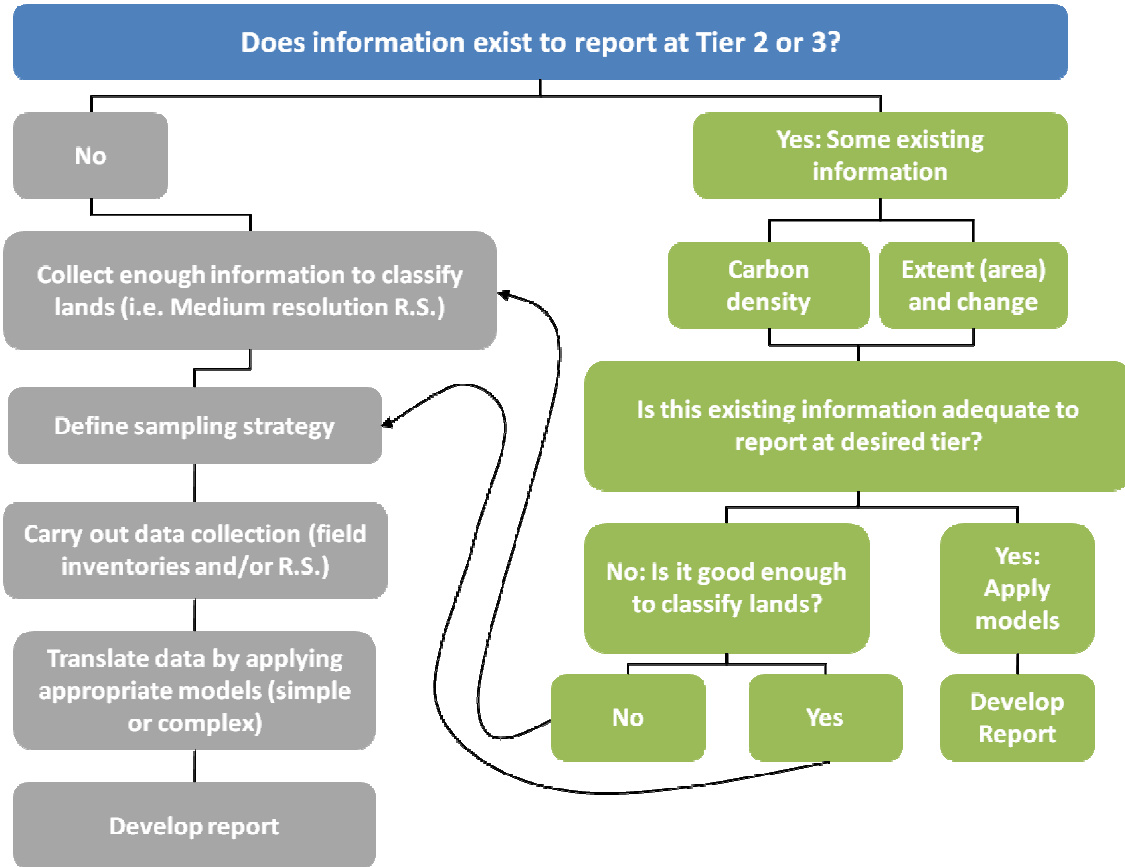 Does information exist to report at Tier 2 or 3?
No
Collect enough information to classify
lands (i.e. Medium resolution R.S.)
Define sampling strategy
Carry out data collection (field
inventories and/or R.S.)
Translate data by applying
appropriate models (simple
or complex)
Develop report
Yes: Some existing
information
Carbon
density
Extent (area)
and change
Is this existing information adequate to
report at desired tier?
No: Is it good enough
to classify lands?
No
Yes
Yes:
Apply
models
Develop
Report